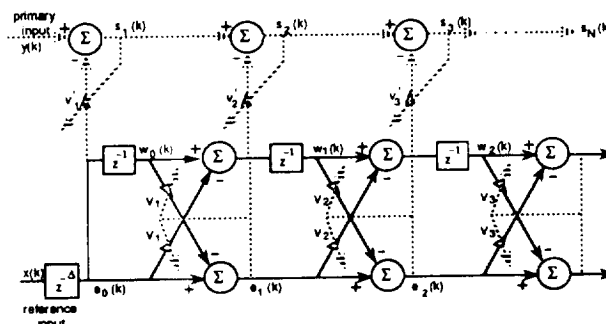 primary
input
y(k)
+
Σ
s₁(k)
+
Σ
s₂(k)
+
Σ
s₃(k)
s_N(k)
-
-
-
v'₁
v'₂
v'₃
z⁻¹
w₀(k)
+
Σ
-
z⁻¹
w₁(k)
+
Σ
-
z⁻¹
w₂(k)
+
Σ
-
v₁
v₁
v₂
v₂
v₃
v₃
x(k)
z^-Δ
e₀(k)
+
-
Σ
e₁(k)
+
-
Σ
e₂(k)
+
-
Σ
reference
input